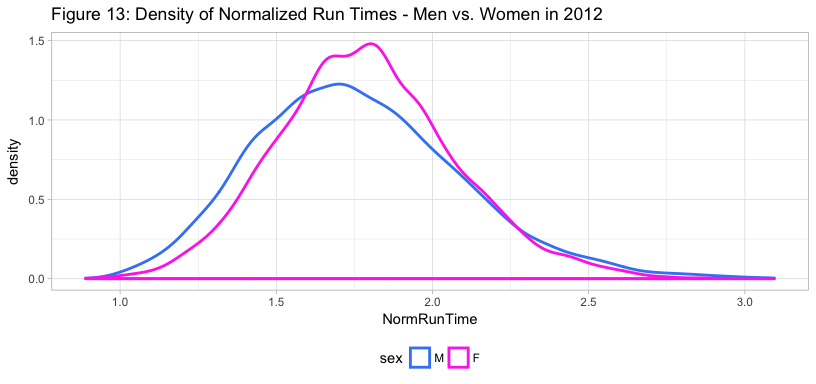 Figure 13: Density of Normalized Run Times - Men vs. Women in 2012
1.5
1.0
0.5
0.0
density
1.0 1.5 2.0 2.5 3.0
NormRunTime
sex M F